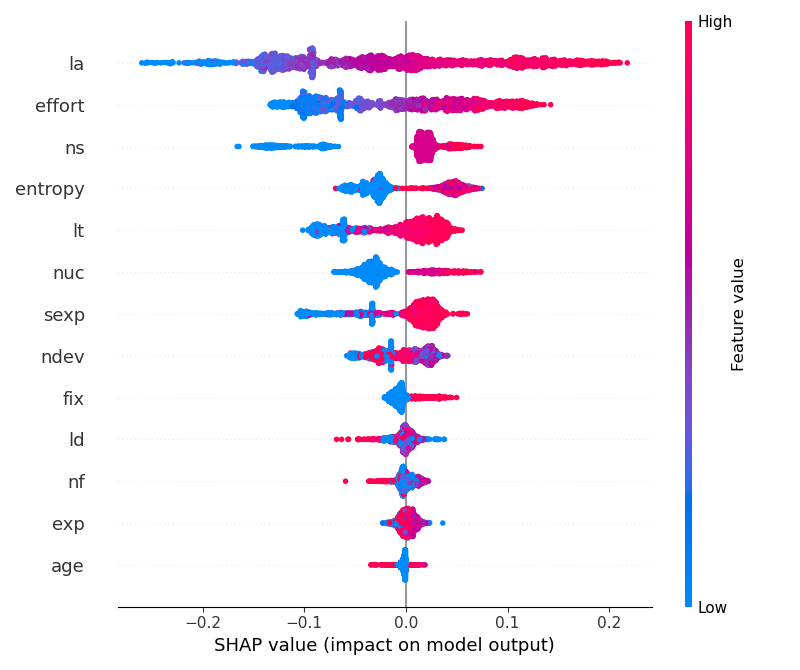 High
la
effort
ns
entropy
lt
nuc
sexp
ndev
fix
ld
nf
exp
age
Feature value
Low
−0.2 −0.1 0.0 0.1 0.2
SHAP value (impact on model output)